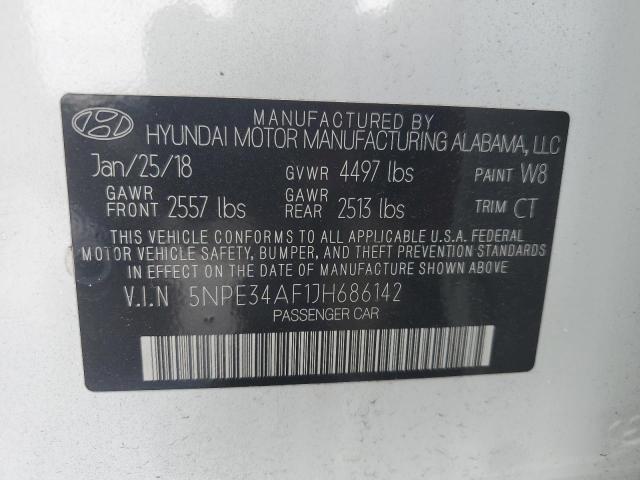 MANUFACTURED BY
HYUNDAI MOTOR MANUFACTURING ALABAMA, LLC
Jan/25/18 GVWR 4497 lbs PAINT W8
GAWR FRONT 2557 lbs GAWR REAR 2513 lbs TRIM CT
THIS VEHICLE CONFORMS TO ALL APPLICABLE U.S.A. FEDERAL
MOTOR VEHICLE SAFETY, BUMPER, AND THEFT PREVENTION STANDARDS
IN EFFECT ON THE DATE OF MANUFACTURE SHOWN ABOVE.
V.I.N 5NPE34AF1JH686142
PASSENGER CAR